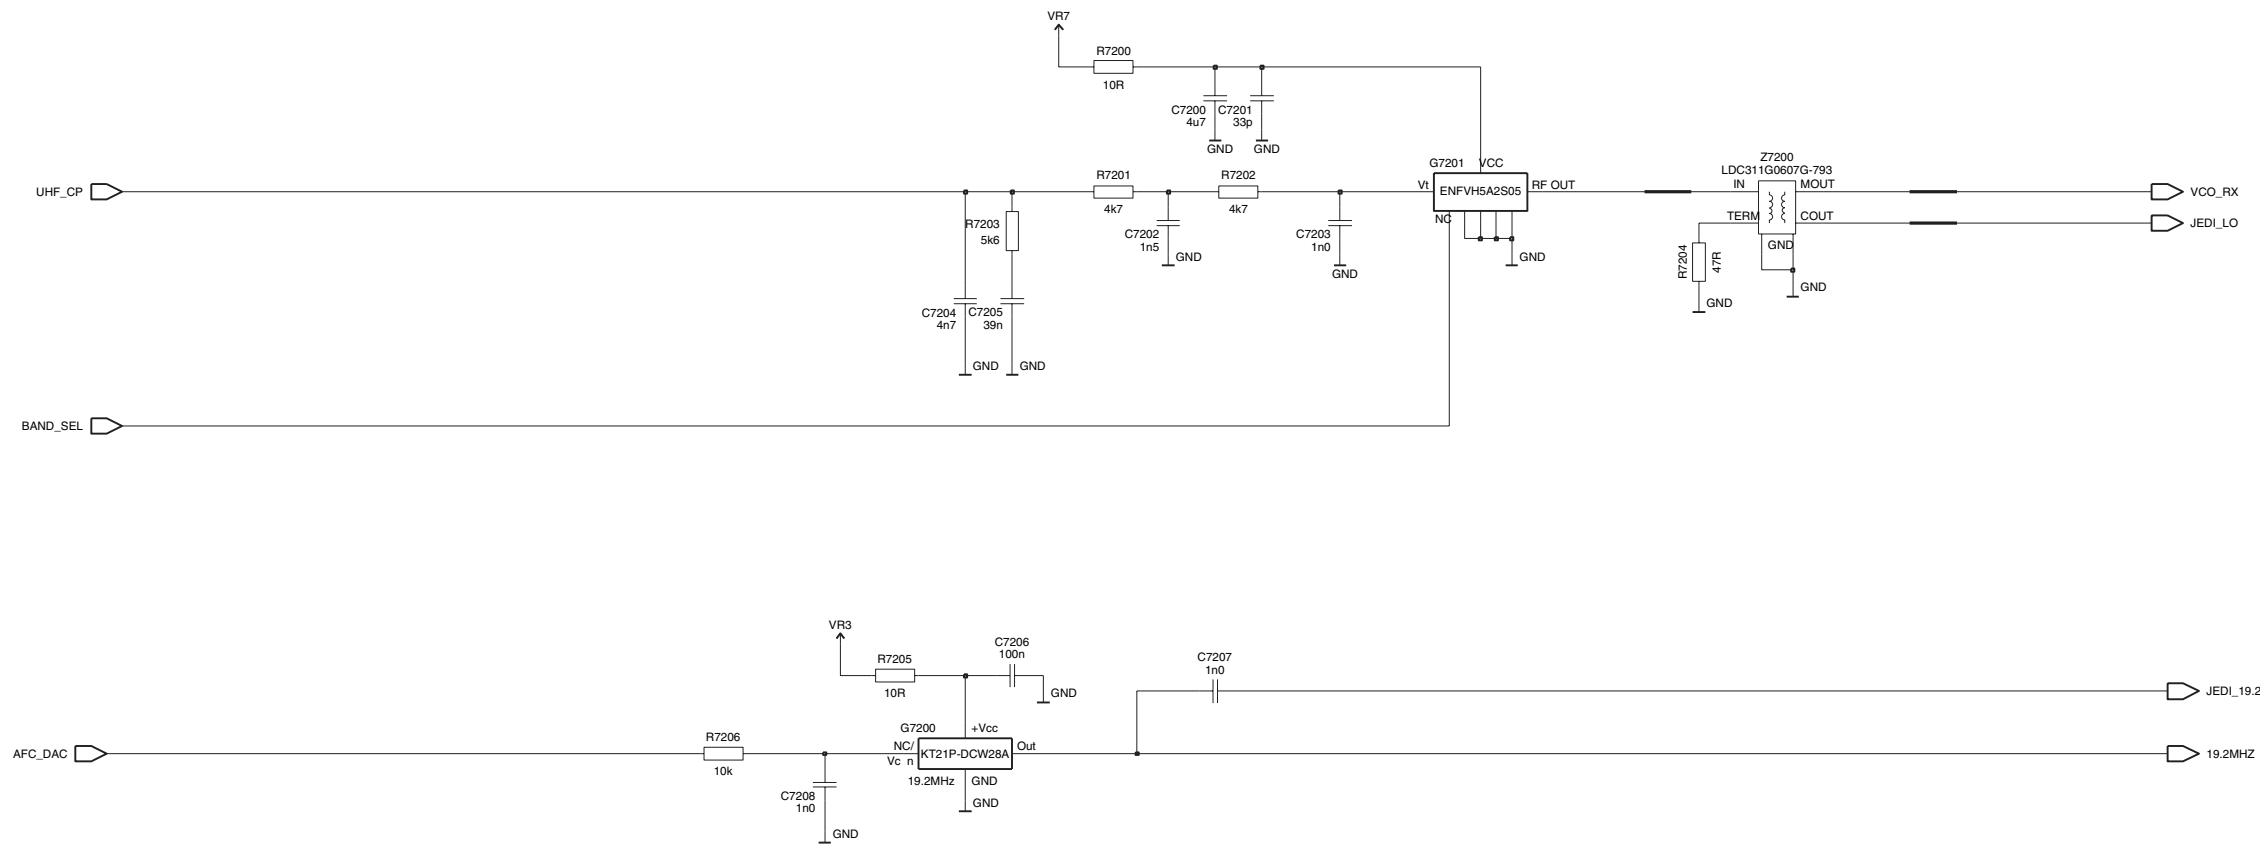 VR7
R7200
10R
C7200
4u7
C7201
33p
GND
GND
UHF_CP
R7201
4k7
R7202
4k7
G7201
VCC
Vt
ENFVH5A2S05
RF OUT
NC
Z7200
LDC311G0607G-793
IN
MOUT
TERM
COUT
GND
VCO_RX
JEDI_LO
R7203
5k6
C7202
1n5
GND
C7203
1n0
GND
GND
R7204
47R
GND
GND
C7204
4n7
C7205
39n
GND
GND
BAND_SEL
VR3
R7205
10R
C7206
100n
GND
C7207
1n0
JEDI_19.2
G7200
+Vcc
AFC_DAC
R7206
10k
NC/
Vc n
KT21P-DCW28A
Out
19.2MHZ
19.2MHz
GND
GND
C7208
1n0
GND